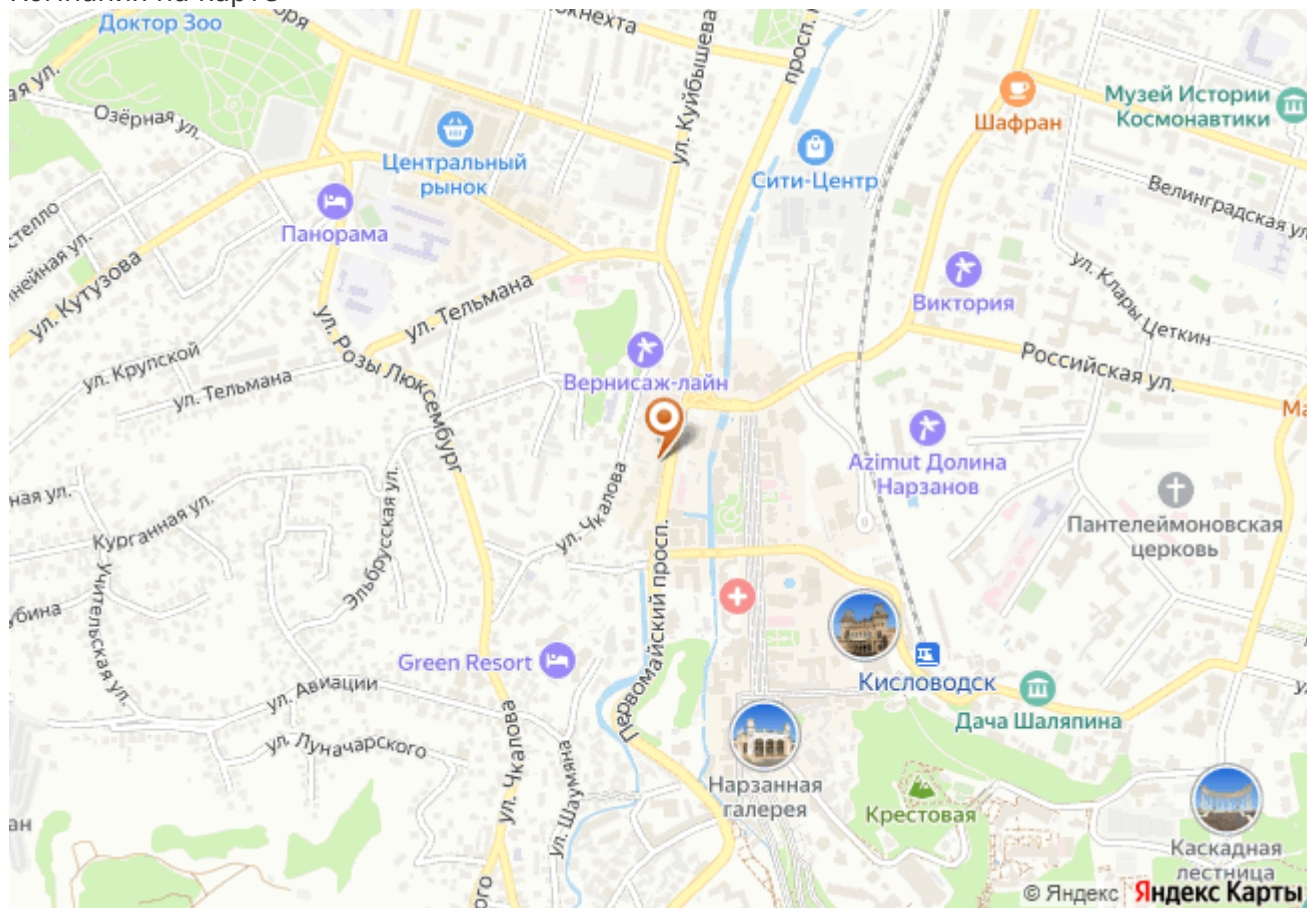 Компания на карте
Доктор Зоо
просп.
ул. Куйбышева
Озёрная ул.
Центральный
рынок
Сити-Центр
Шафран
Музей Истории
Космонавтики
Велинградская ул.
Панорама
ул. Кутузова
ул. Тельмана
Виктория
ул. Клары Цеткин
ул. Розы Люксембург
Вернисаж-лайн
Российская ул.
ул. Крупской
ул. Тельмана
Azimut Долина
Нарзанов
ул. Чкалова
Курганная ул.
Эльбрусская ул.
Пантелеймоновская
церковь
Учительская ул.
Первомайский просп.
Green Resort
Кисловодск
ул. Авиации
Дача Шаляпина
ул. Луначарского
ул. Чкалова
ул. Шаумяна
Нарзанная
галерея
Крестовая
Каскадная
лестница
© Яндекс Яндекс Карты